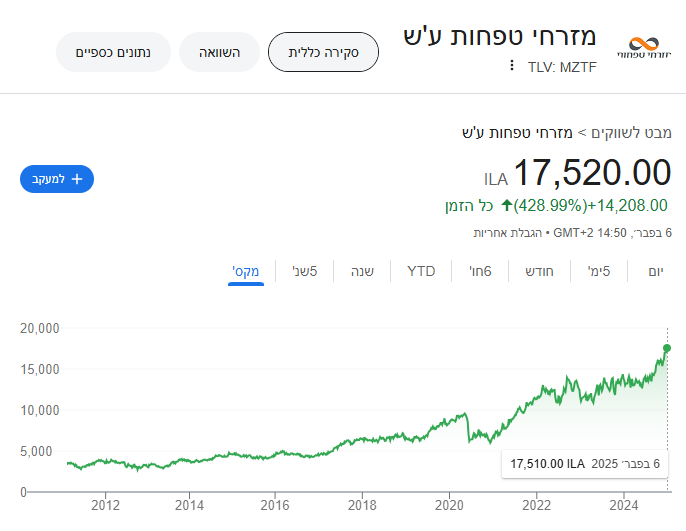 מזרחי טפחות
מזרחי טפחות ע'ש
TLV: MZTF
סקירה כללית
השוואה
נתונים כספיים
מבט לשווקים > מזרחי טפחות ע'ש
17,520.00 ILA
+14,208.00 (428.99%) כל הזמן
6 בפבר׳, 14:50 GMT+2 • הגבלת אחריות
+ למעקב
יום
5ימ'
חודש
6חו'
YTD
שנה
5שנ'
מקס'
20,000
15,000
10,000
5,000
0
6 בפבר׳ 2025 17,510.00 ILA
2012 2014 2016 2018 2020 2022 2024